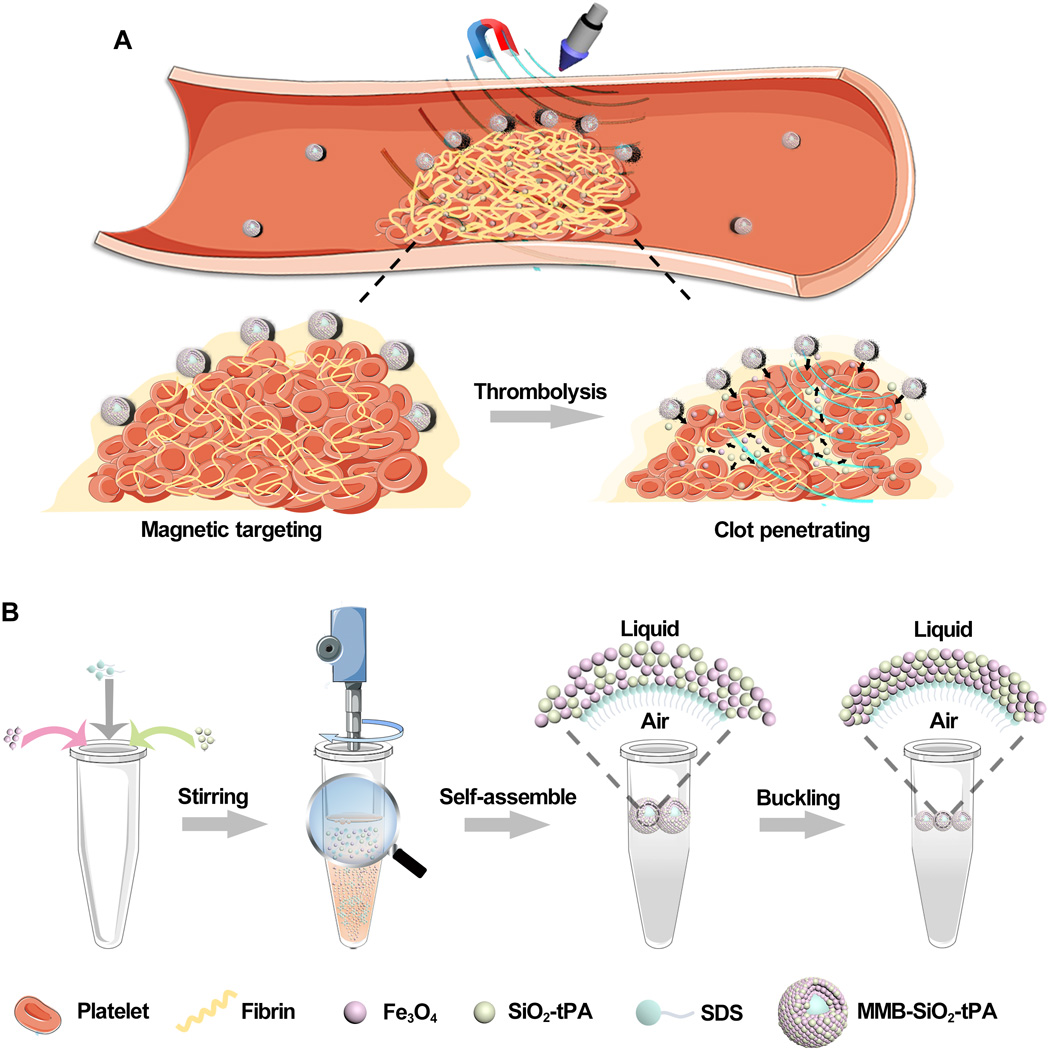 A
Thrombolysis
Magnetic targeting
Clot penetrating
B
Liquid
Liquid
Air
Air
Stirring
Self-assemble
Buckling
Platelet
Fibrin
Fe₃O₄
SiO₂-tPA
SDS
MMB-SiO₂-tPA